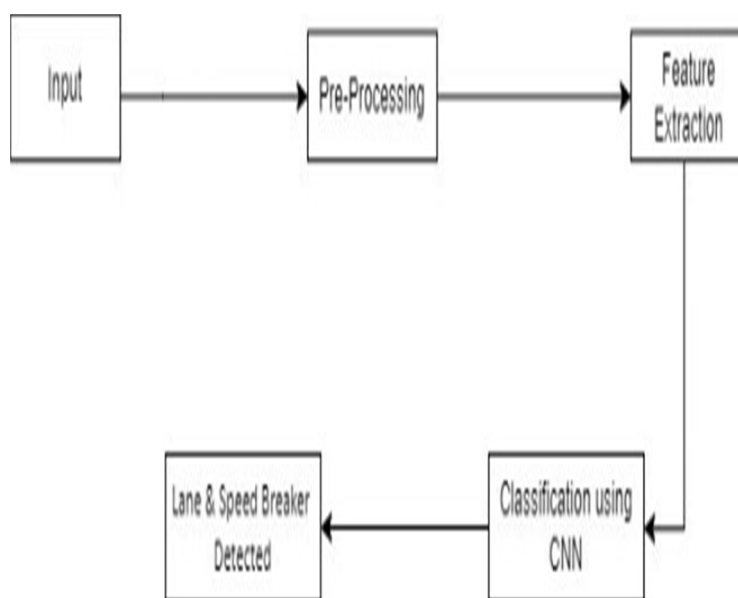 Input
Pre-Processing
Feature
Extraction
Classification using
CNN
Lane & Speed Breaker
Detected